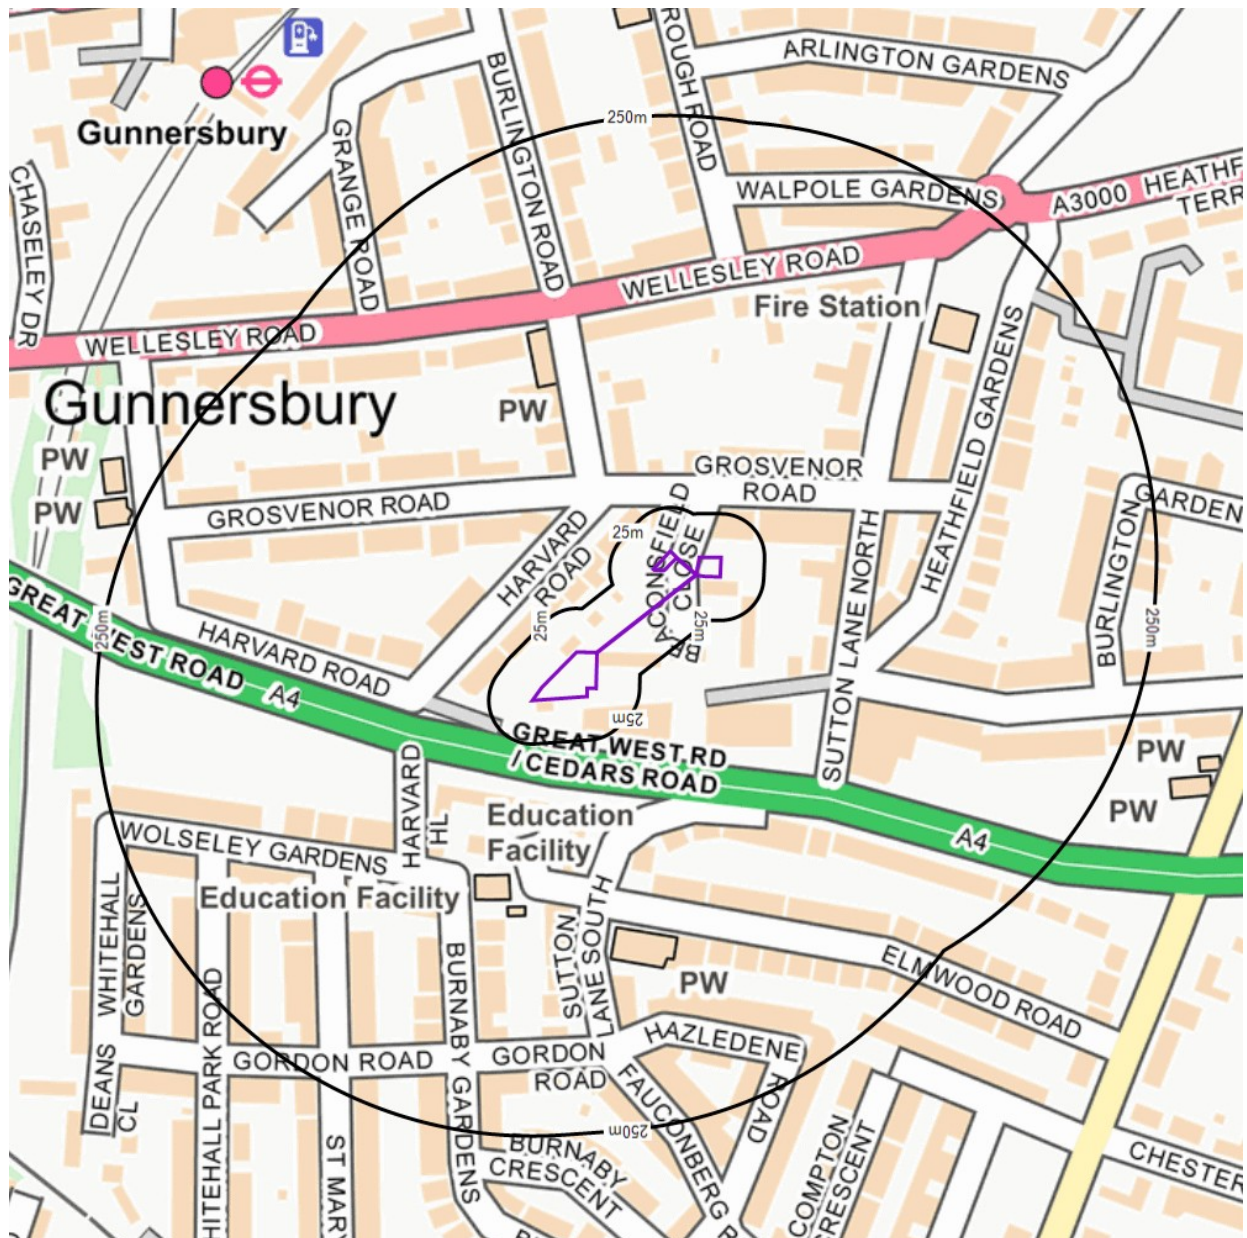 ARLINGTON GARDENS
ROUGH ROAD
BURLINGTON ROAD
Gunnersbury
250m
GRANGE ROAD
CHASELEY DR
WALPOLE GARDENS
A3000
HEATHF
TERR
WELLESLEY ROAD
WELLESLEY ROAD
Fire Station
Gunnersbury
PW
HEATHFIELD GARDENS
PW
PW
GROSVENOR
ROAD
GROSVENOR ROAD
BURLINGTON
GARDEN
HARVARD
ROAD
25m
BEACONSFIELD
CLOSE
25m
25m
25m
SUTTON LANE NORTH
250m
250m
GREAT WEST ROAD
A4
HARVARD ROAD
GREAT WEST RD
/ CEDARS ROAD
A4
PW
PW
HARVARD
HL
Education
Facility
WOLSELEY GARDENS
Education Facility
WHITEHALL
GARDENS
SUTTON
LANE SOUTH
PW
ELMWOOD ROAD
BURNABY GARDENS
HAZLEDENE
ROAD
GORDON ROAD
GORDON
ROAD
DEANS
CL
HITEHALL PARK ROAD
FAUCONBERG R
ST MAR
250m
BURNABY
CRESCENT
COMPTON
CRESCENT
CHESTER